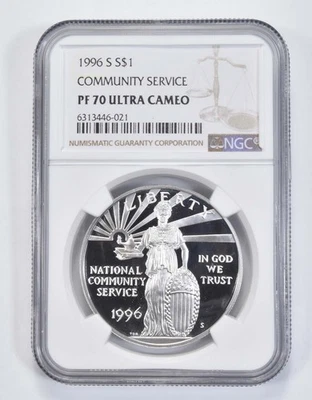 1996 S S$1
COMMUNITY SERVICE
PF 70 ULTRA CAMEO
6313446-021
NUMISMATIC GUARANTY CORPORATION
NGC
LIBERTY
NATIONAL
COMMUNITY
SERVICE
1996
IN GOD
WE
TRUST
S